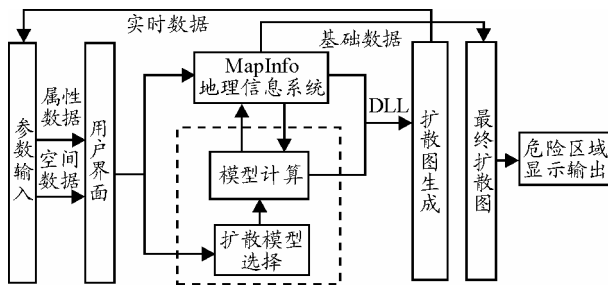 实时数据
基础数据
参数输入
属性
数据
空间
数据
用户界面
MapInfo
地理信息系统
模型计算
扩散模型
选择
DLL
扩散图生成
最终扩散图
危险区域
显示输出